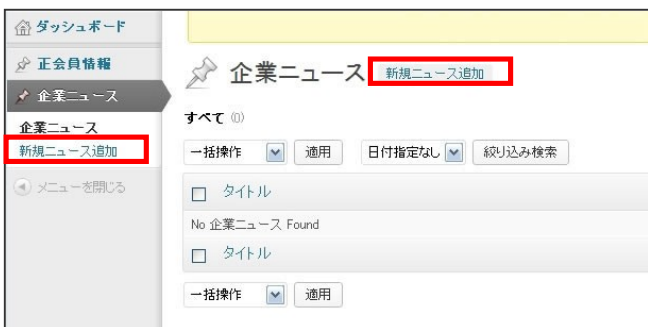 ダッシュボード
正会員情報
企業ニュース
企業ニュース
新規ニュース追加
メニューを閉じる
企業ニュース 新規ニュース追加
すべて (0)
一括操作 適用 日付指定なし 絞り込み検索
タイトル
No 企業ニュース Found
タイトル
一括操作 適用